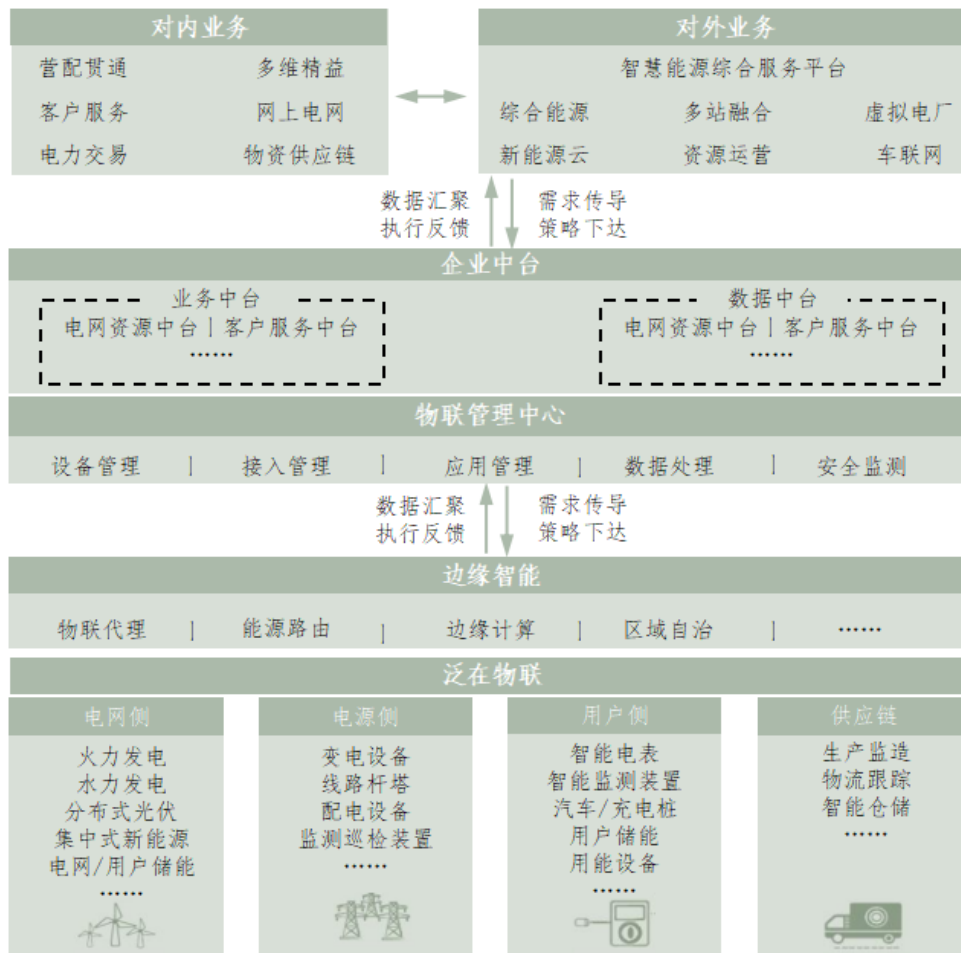 对内业务
营配贯通 多维精益
客户服务 网上电网
电力交易 物资供应链
对外业务
智慧能源综合服务平台
综合能源 多站融合 虚拟电厂
新能源云 资源运营 车联网
数据汇聚
执行反馈
需求传导
策略下达
企业中台
业务中台
电网资源中台 | 客户服务中台
······
数据中台
电网资源中台 | 客户服务中台
······
物联管理中心
设备管理 | 接入管理 | 应用管理 | 数据处理 | 安全监测
数据汇聚
执行反馈
需求传导
策略下达
边缘智能
物联代理 | 能源路由 | 边缘计算 | 区域自治 | ······
泛在物联
电网侧
火力发电
水力发电
分布式光伏
集中式新能源
电网/用户储能
······
电源侧
变电设备
线路杆塔
配电设备
监测巡检装置
······
用户侧
智能电表
智能监测装置
汽车/充电桩
用户储能
用能设备
······
供应链
生产监造
物流跟踪
智能仓储
······